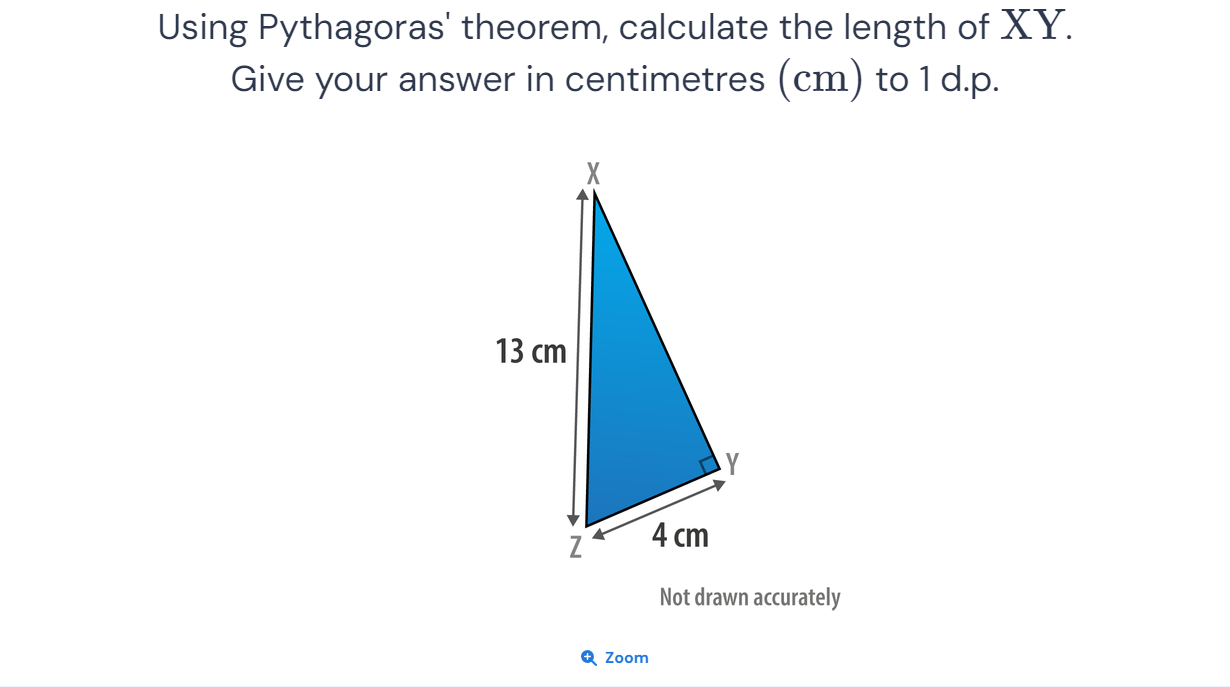 Using Pythagoras' theorem, calculate the length of XY.
Give your answer in centimetres (cm) to 1 d.p.
X
13 cm
Y
4 cm
Z
Not drawn accurately
Zoom